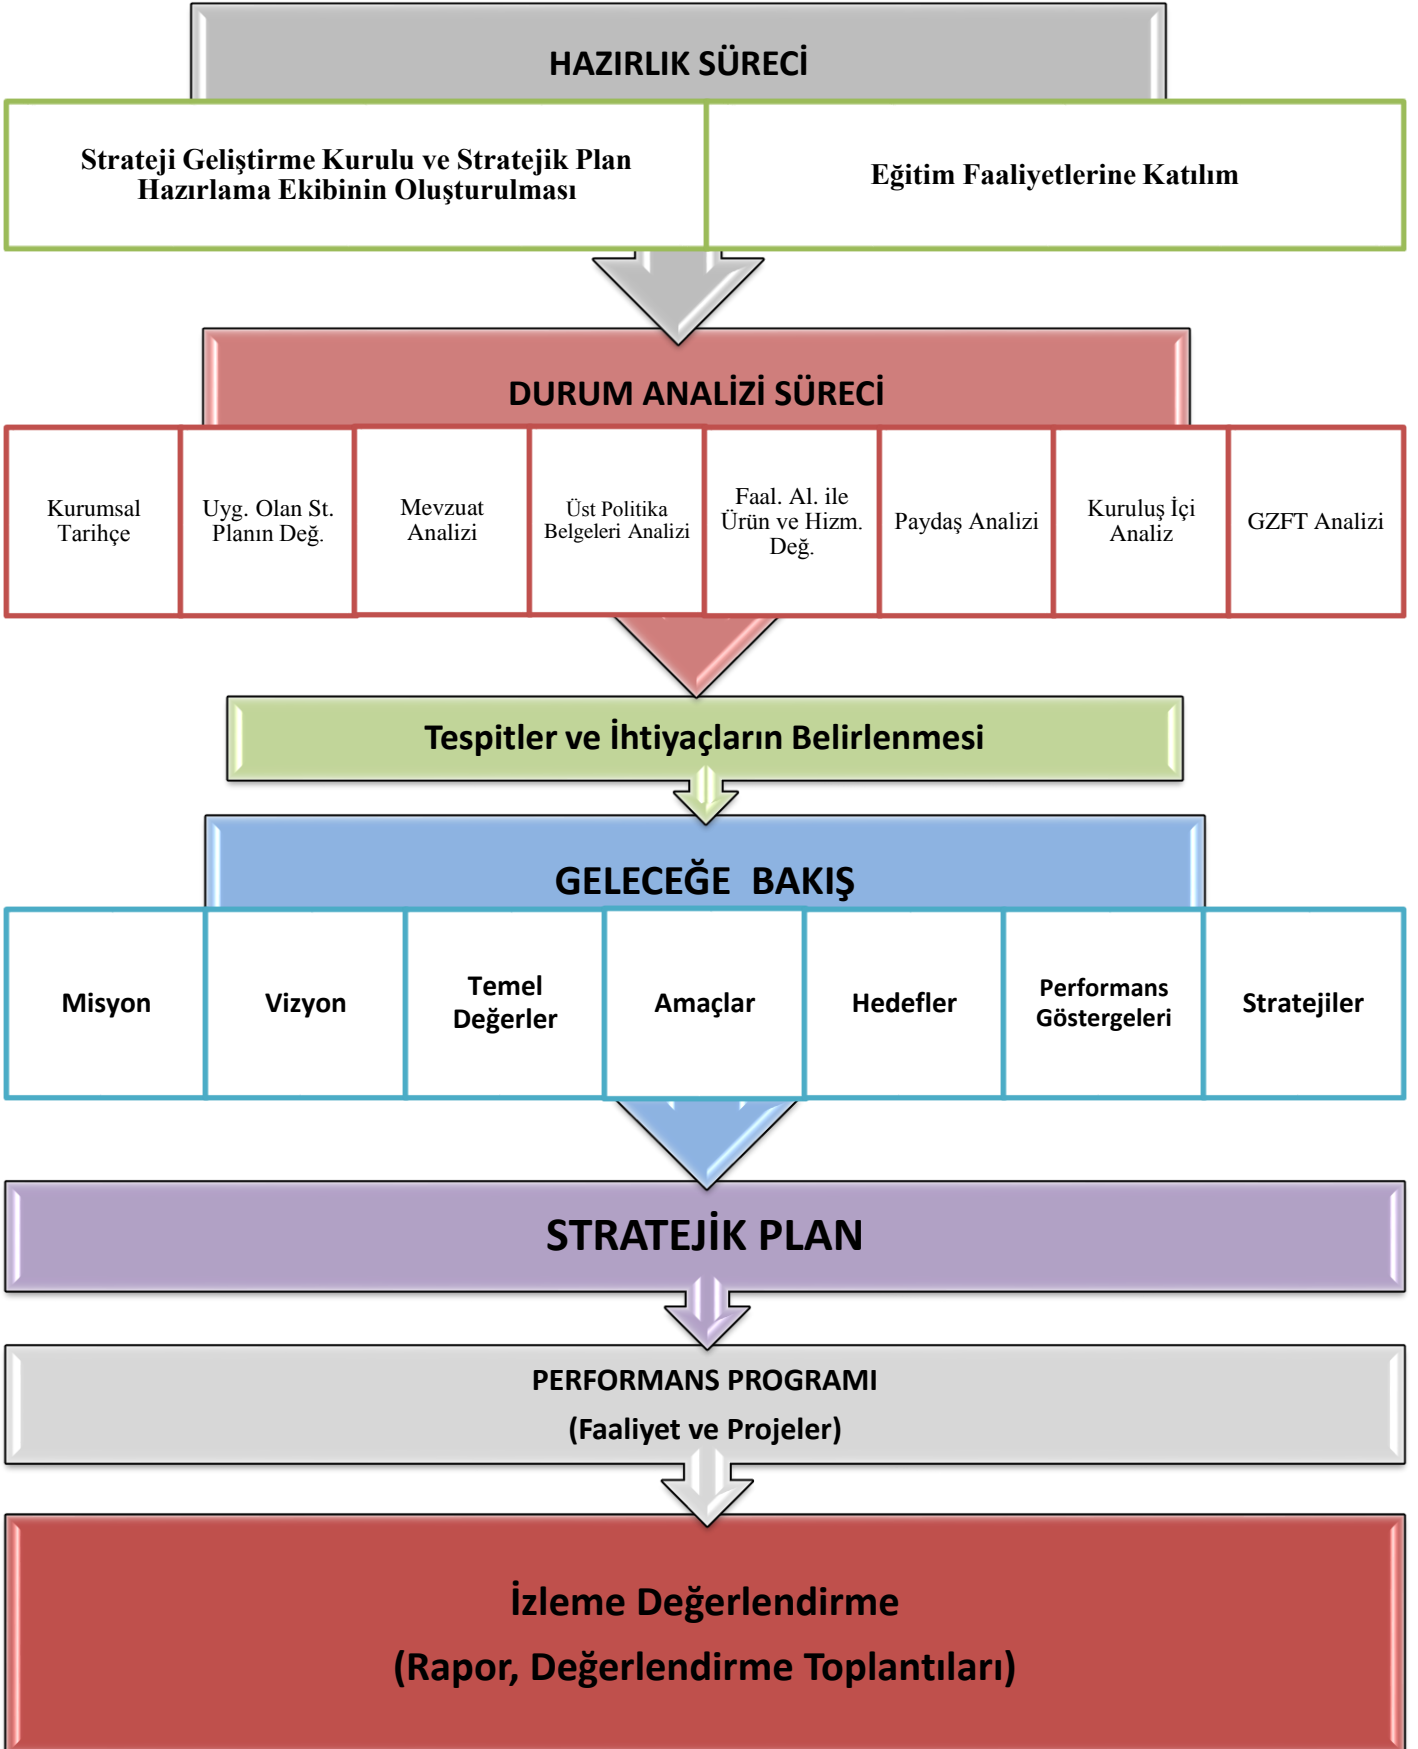 HAZIRLIK SÜRECİ
Strateji Geliştirme Kurulu ve Stratejik Plan
Hazırlama Ekibinin Oluşturulması
Eğitim Faaliyetlerine Katılım
DURUM ANALİZİ SÜRECİ
Kurumsal
Tarihçe
Uyg. Olan St.
Planın Değ.
Mevzuat
Analizi
Üst Politika
Belgeleri Analizi
Faal. Al. ile
Ürün ve Hizm.
Değ.
Paydaş Analizi
Kuruluş İçi
Analiz
GZFT Analizi
Tespitler ve İhtiyaçların Belirlenmesi
GELECEĞE BAKIŞ
Misyon
Vizyon
Temel
Değerler
Amaçlar
Hedefler
Performans
Göstergeleri
Stratejiler
STRATEJİK PLAN
PERFORMANS PROGRAMI
(Faaliyet ve Projeler)
İzleme Değerlendirme
(Rapor, Değerlendirme Toplantıları)